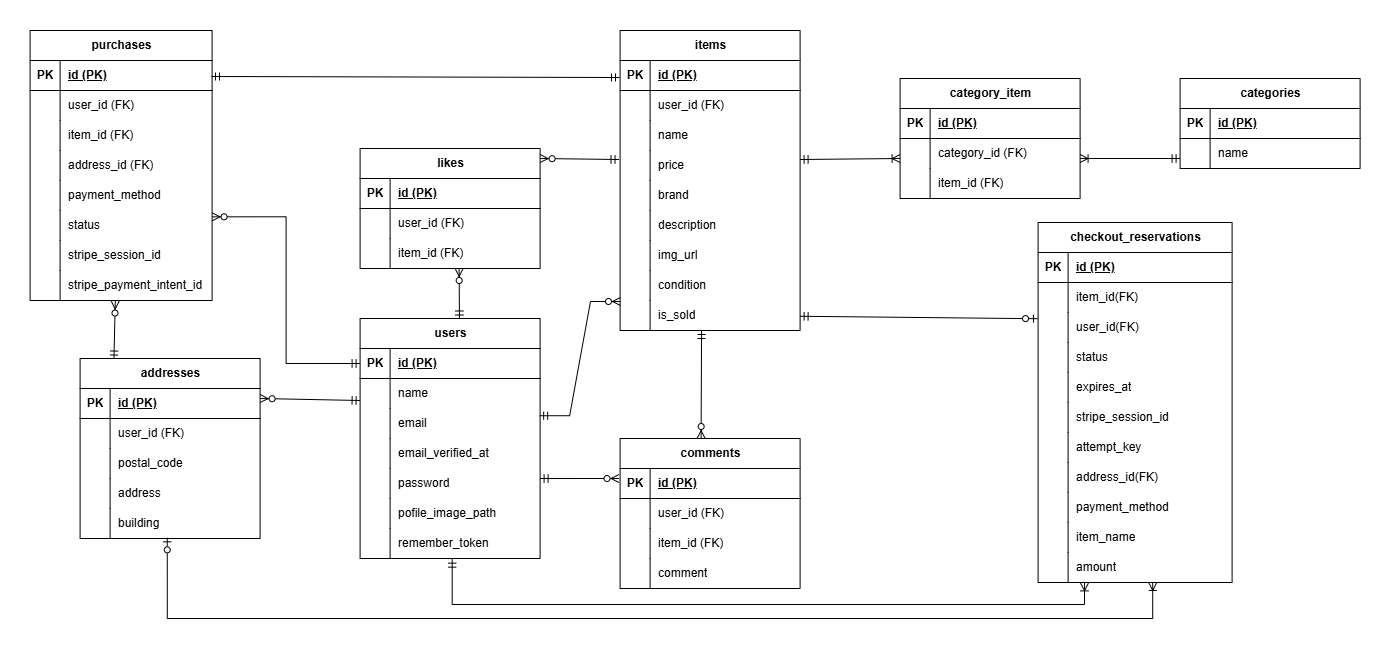 purchases
PK id (PK)
user_id (FK)
item_id (FK)
address_id (FK)
payment_method
status
stripe_session_id
stripe_payment_intent_id
addresses
PK id (PK)
user_id (FK)
postal_code
address
building
likes
PK id (PK)
user_id (FK)
item_id (FK)
users
PK id (PK)
name
email
email_verified_at
password
pofile_image_path
remember_token
items
PK id (PK)
user_id (FK)
name
price
brand
description
img_url
condition
is_sold
comments
PK id (PK)
user_id (FK)
item_id (FK)
comment
category_item
PK id (PK)
category_id (FK)
item_id (FK)
categories
PK id (PK)
name
checkout_reservations
PK id (PK)
item_id(FK)
user_id(FK)
status
expires_at
stripe_session_id
attempt_key
address_id(FK)
payment_method
item_name
amount